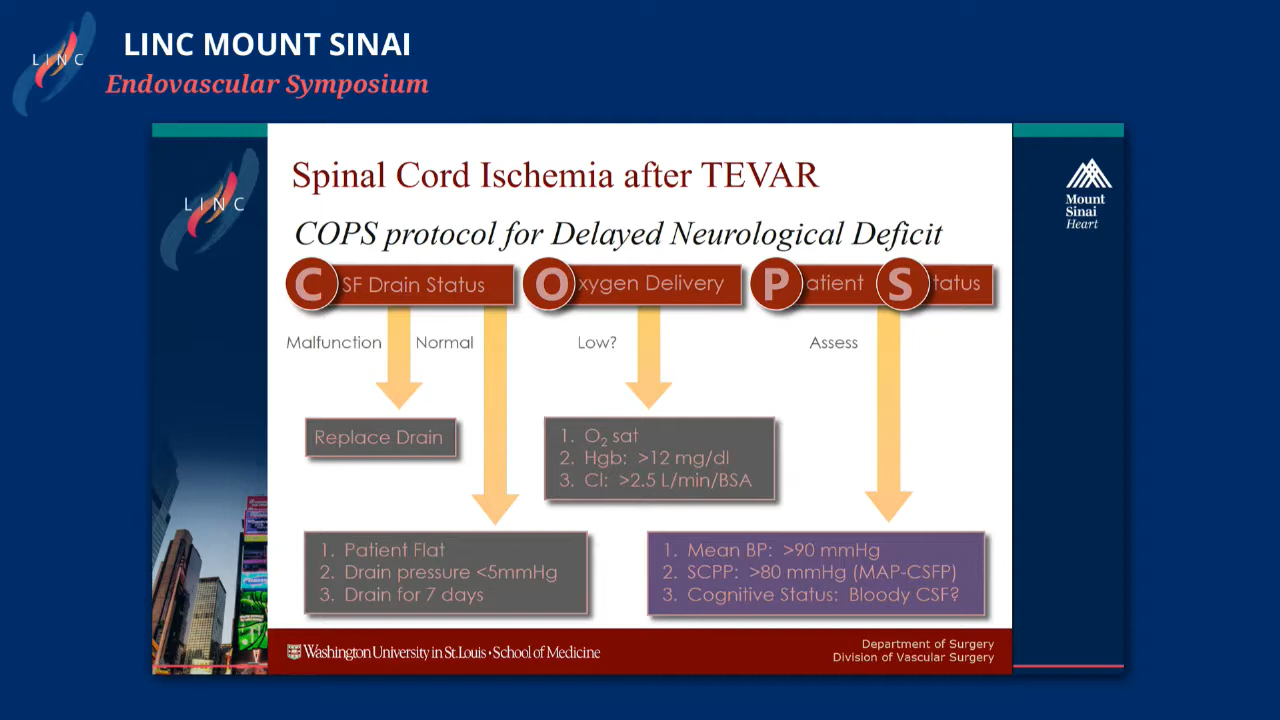 LINC
LINC MOUNT SINAI
Endovascular Symposium
LINC
Mount
Sinai
Heart
Spinal Cord Ischemia after TEVAR
COPS protocol for Delayed Neurological Deficit
CSF Drain Status
Oxygen Delivery
Patient Status
Malfunction
Normal
Low?
Assess
Replace Drain
1. O2 sat
2. Hgb: >12 mg/dl
3. CI: >2.5 L/min/BSA
1. Patient Flat
2. Drain pressure <5mmHg
3. Drain for 7 days
1. Mean BP: >90 mmHg
2. SCPP: >80 mmHg (MAP-CSFP)
3. Cognitive Status: Bloody CSF?
Washington University in St. Louis • School of Medicine
Department of Surgery
Division of Vascular Surgery